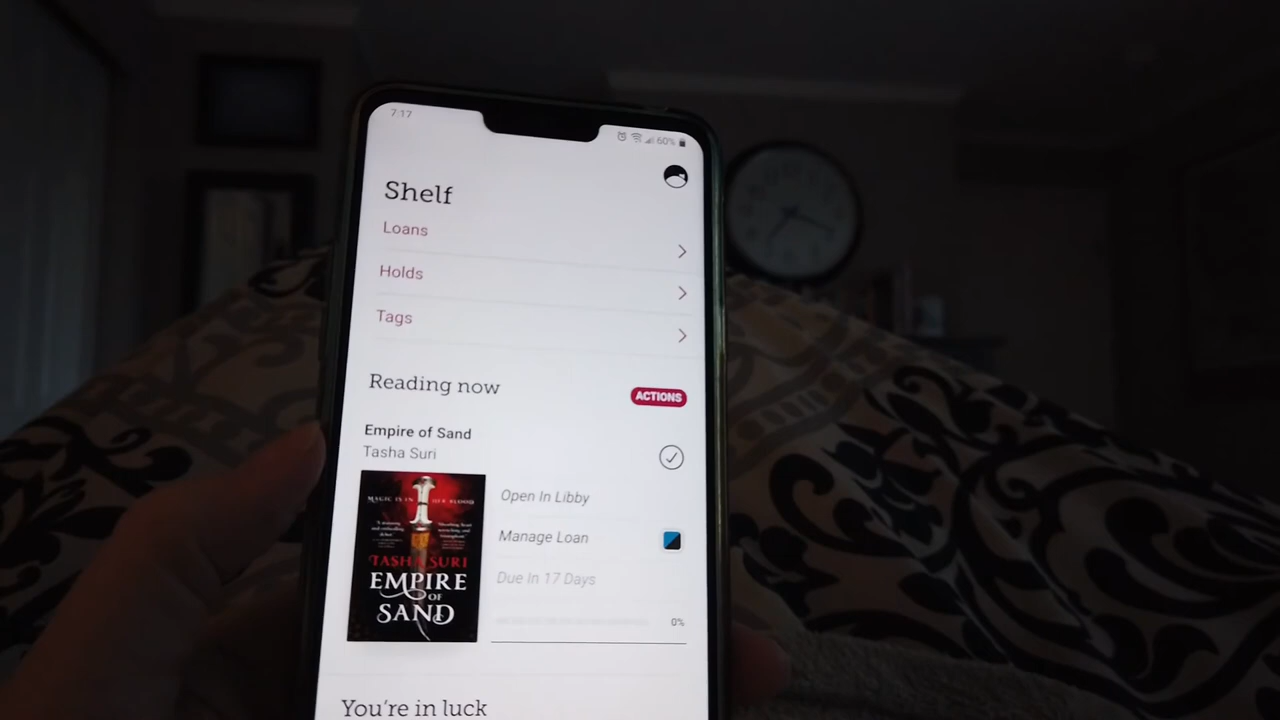 7:17
60%
Shelf
Loans
Holds
Tags
Reading now
ACTIONS
Empire of Sand
Tasha Suri
Open In Libby
Manage Loan
Due In 17 Days
0%
MAGIC IS IN HER BLOOD
TASHA SURI
EMPIRE
OF
SAND
You're in luck